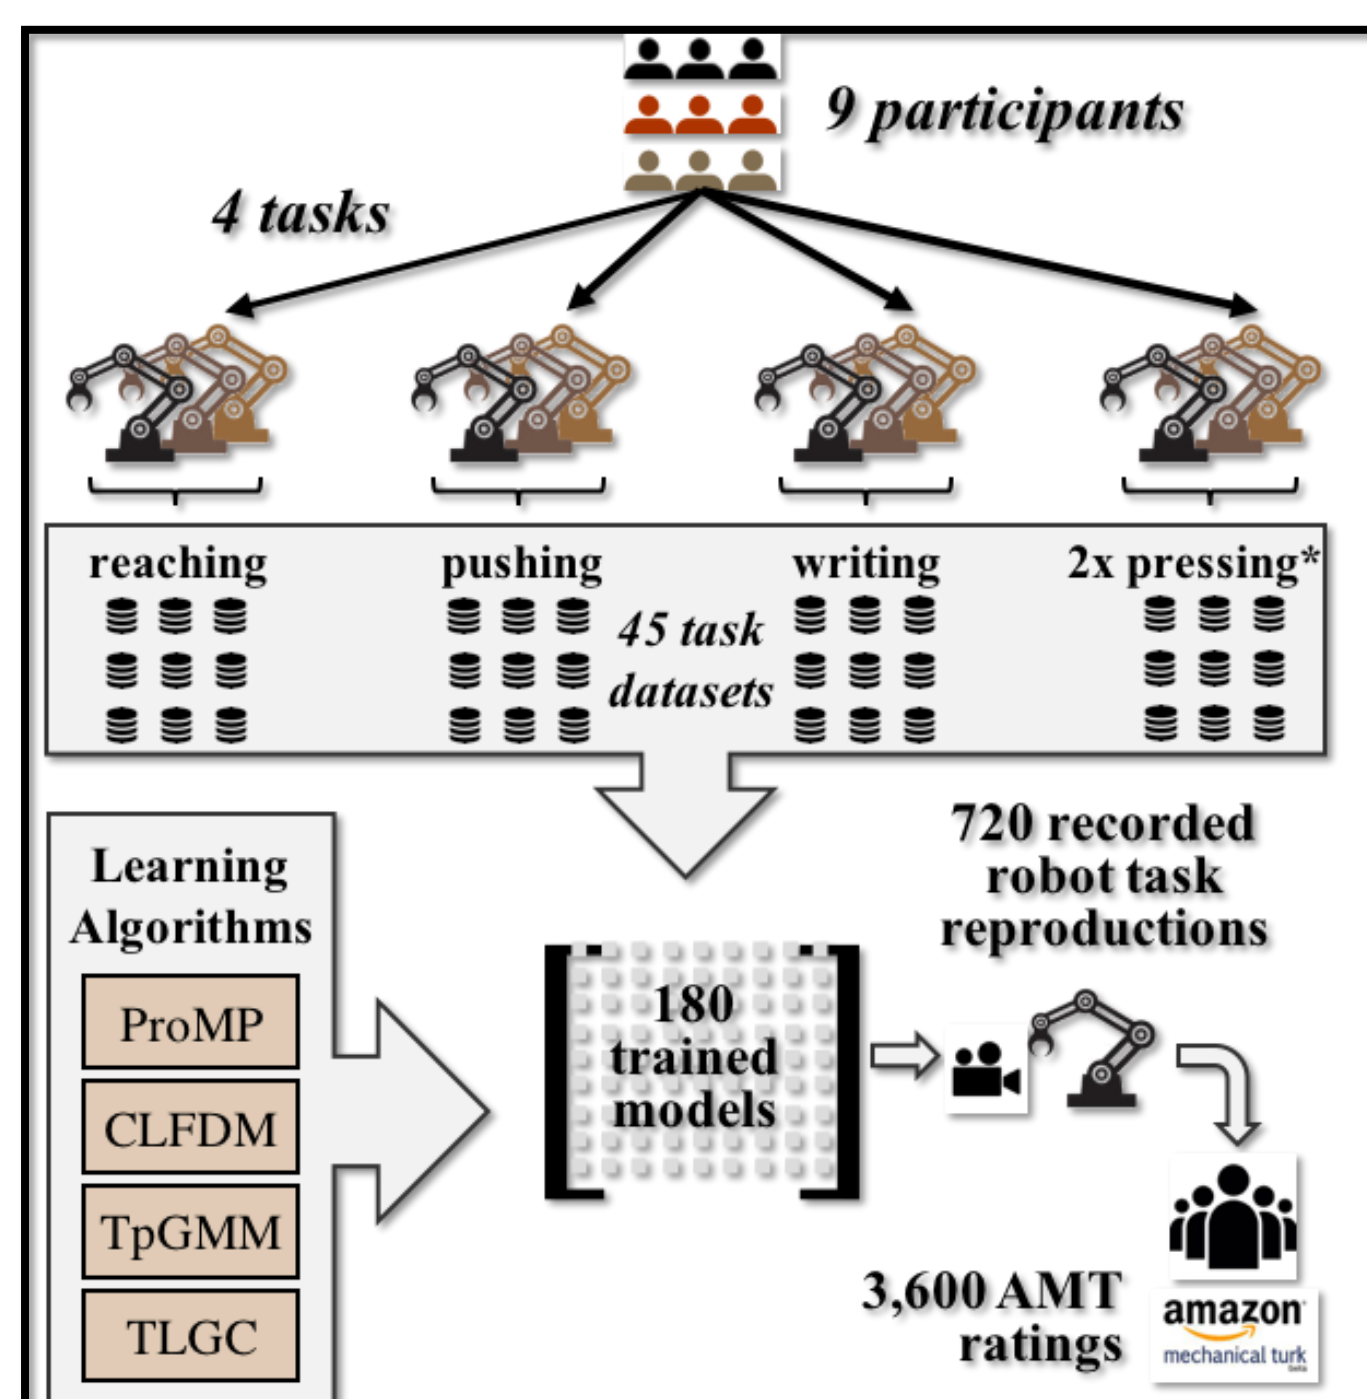 9 participants
4 tasks
reaching
pushing
writing
2x pressing*
45 task
datasets
720 recorded
robot task
reproductions
Learning
Algorithms
ProMP
CLFDM
TpGMM
TLGC
180
trained
models
3,600 AMT
ratings
amazon
mechanical turk
beta